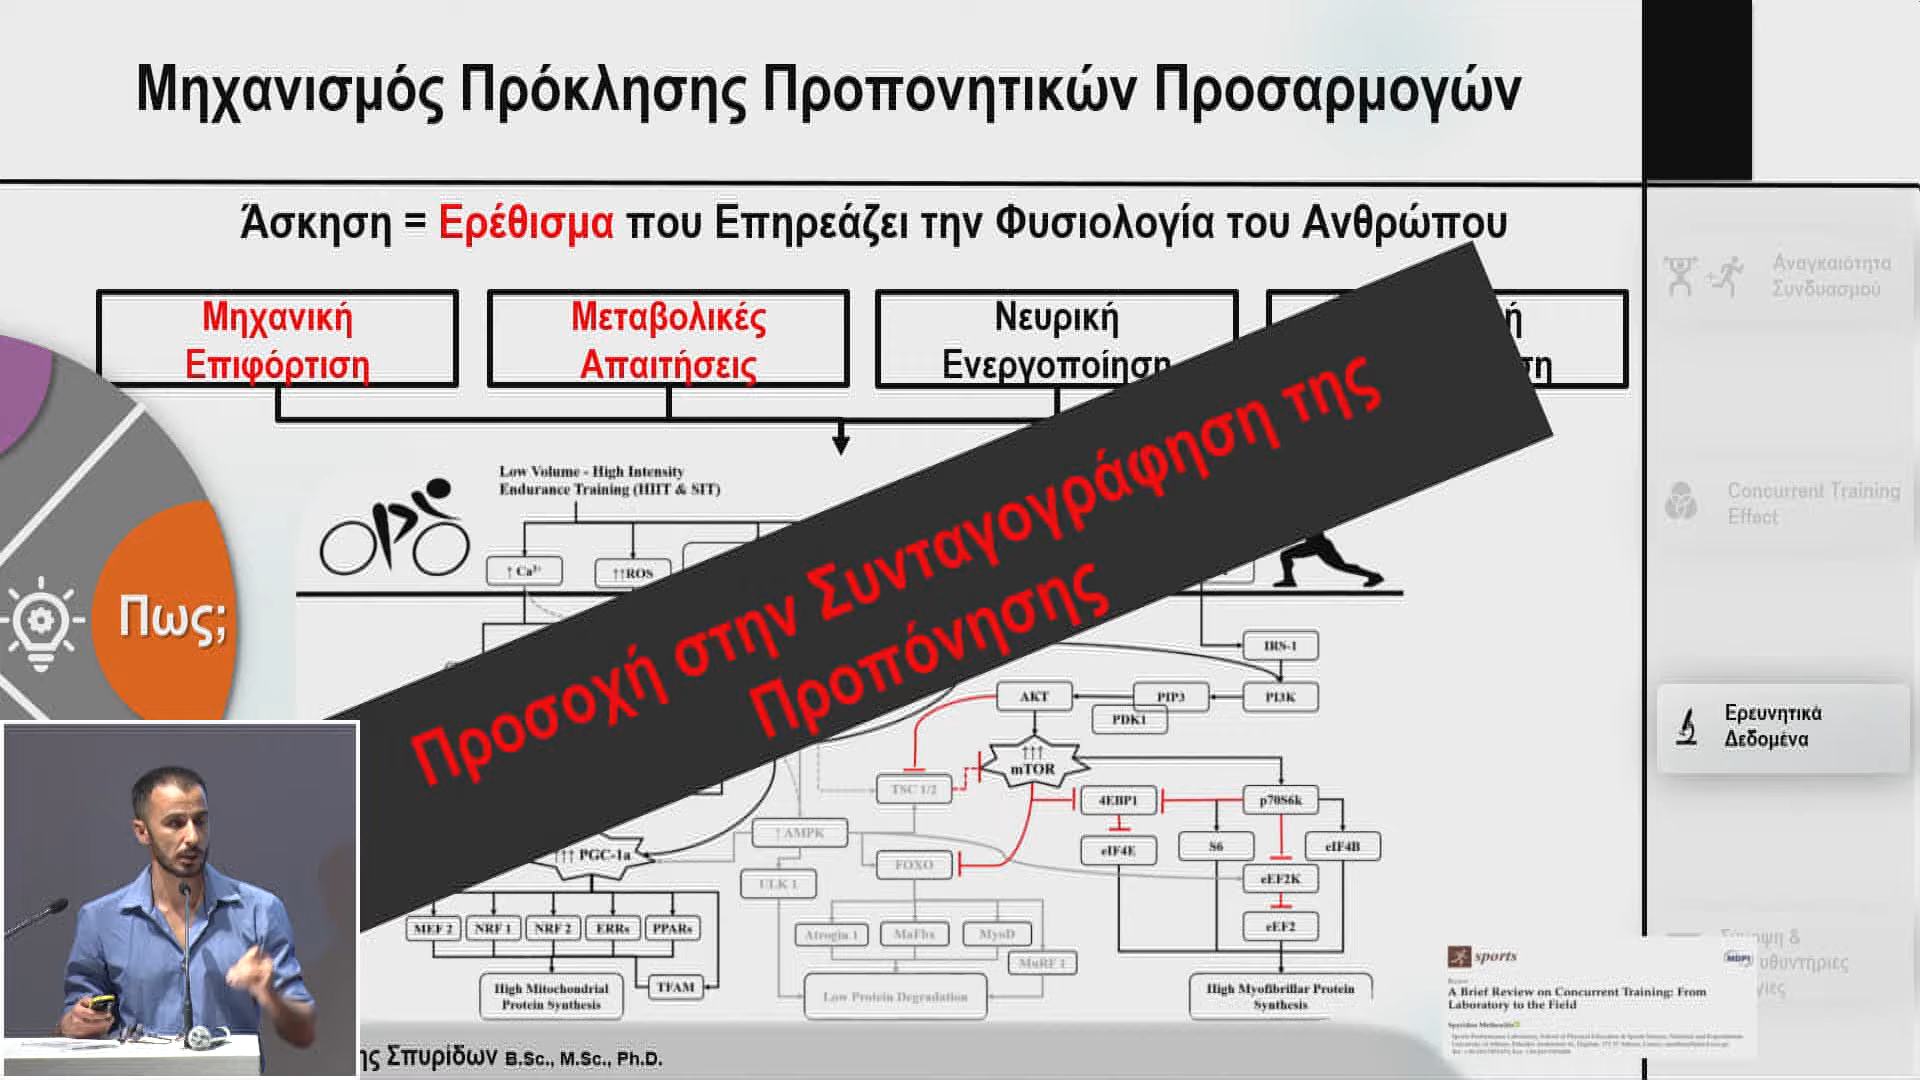 Μηχανισμός Πρόκλησης Προπονητικών Προσαρμογών
Άσκηση = Ερέθισμα που Επηρεάζει την Φυσιολογία του Ανθρώπου
Μηχανική
Επιφόρτιση
Μεταβολικές
Απαιτήσεις
Νευρική
Ενεργοποίηση
Προσοχή στην Συνταγογράφηση της
Προπόνησης
Low Volume - High Intensity
Endurance Training (HIIT & SIT)
↑ Ca²⁺
↑↑ROS
Πως;
IRS-1
AKT
PIP3
PI3K
PDK1
↑↑↑
mTOR
TSC 1/2
4EBP1
p70S6k
↑ AMPK
eIF4E
S6
eIF4B
↑↑↑ PGC-1a
FOXO
ULK 1
eEF2K
MEF 2
NRF 1
NRF 2
ERRs
PPARs
Atrogin 1
MaFbx
MyoD
eEF2
MuRF 1
High Mitochondrial
Protein Synthesis
TFAM
Low Protein Degradation
High Myofibrillar Protein
Synthesis
Αναγκαιότητα
Συνδυασμού
Concurrent Training
Effect
Ερευνητικά
Δεδομένα
sports
MDPI
Review
A Brief Review on Concurrent Training: From
Laboratory to the Field
Spyridon Methenitis
ης Σπυρίδων B.Sc., M.Sc., Ph.D.